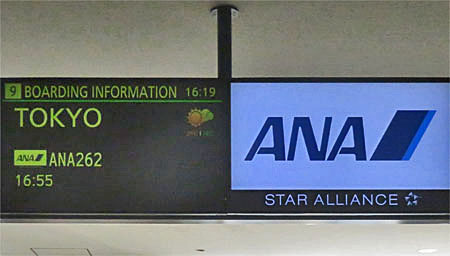 9 BOARDING INFORMATION 16:19
TOKYO
ANA ANA262
16:55
ANA
STAR ALLIANCE